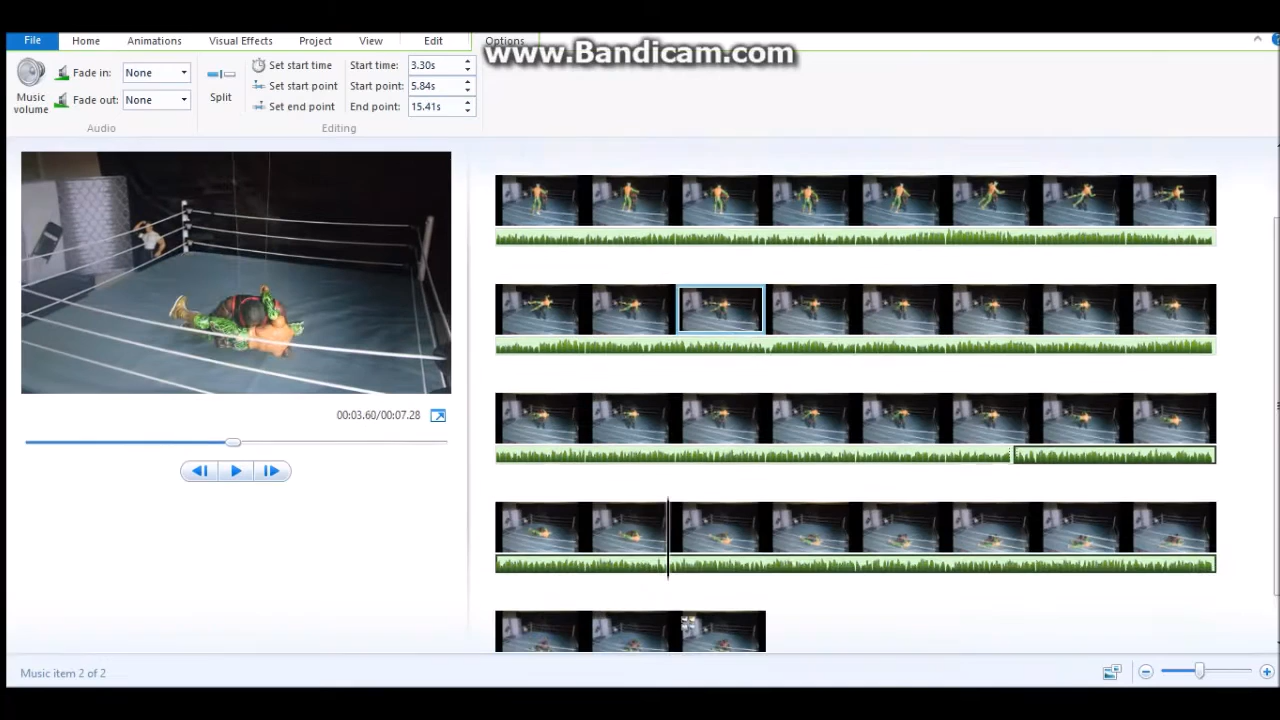 www.Bandicam.com
File Home Animations Visual Effects Project View Edit Options
Fade in: None Set start time Start time: 3.30s
Music volume Split Set start point Start point: 5.84s
Fade out: None Set end point End point: 15.41s
Audio Editing
00:03.60/00:07.28
Music item 2 of 2